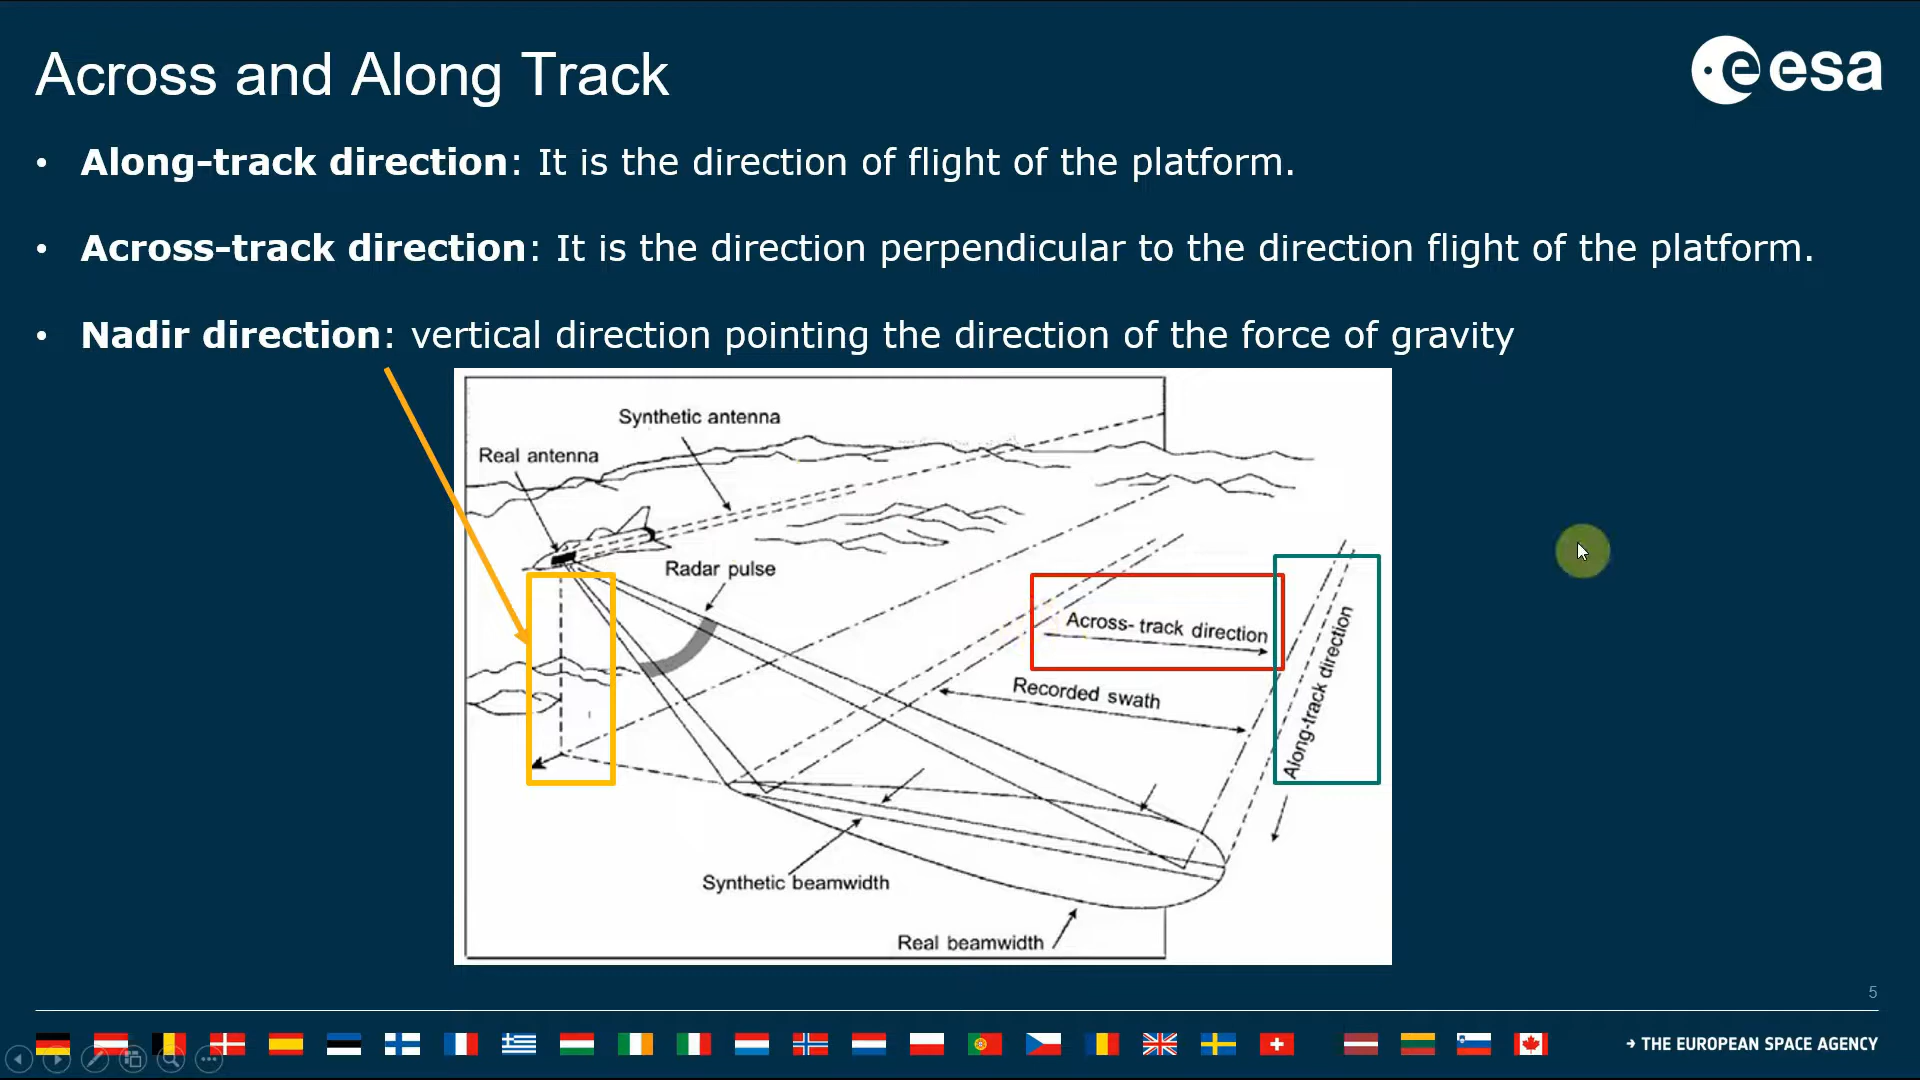 Across and Along Track
esa
• Along-track direction: It is the direction of flight of the platform.
• Across-track direction: It is the direction perpendicular to the direction flight of the platform.
• Nadir direction: vertical direction pointing the direction of the force of gravity
Synthetic antenna
Real antenna
Radar pulse
Across- track direction
Along-track direction
Recorded swath
Synthetic beamwidth
Real beamwidth
5
→ THE EUROPEAN SPACE AGENCY